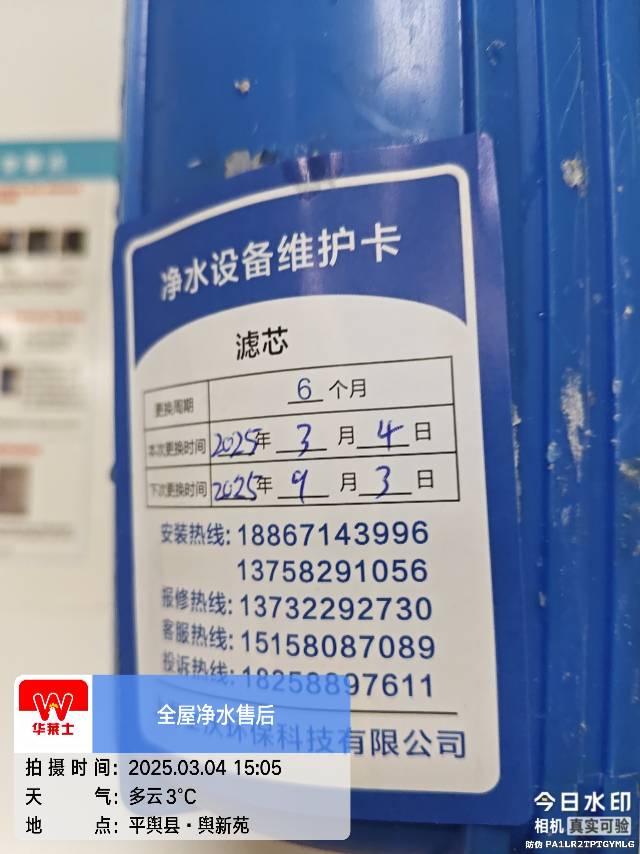 净水设备维护卡
滤芯
更换周期 6 个月
本次更换时间 2025年 3 月 4 日
下次更换时间 2025年 9 月 3 日
安装热线: 18867143996
13758291056
报修热线: 13732292730
客服热线: 15158087089
投诉热线: 18258897611
环保科技有限公司
华莱士
全屋净水售后
拍摄时间: 2025.03.04 15:05
天气: 多云 3℃
地点: 平舆县·舆新苑
今日水印
相机 真实可验
防伪 PA1LR2TPTGYMLG